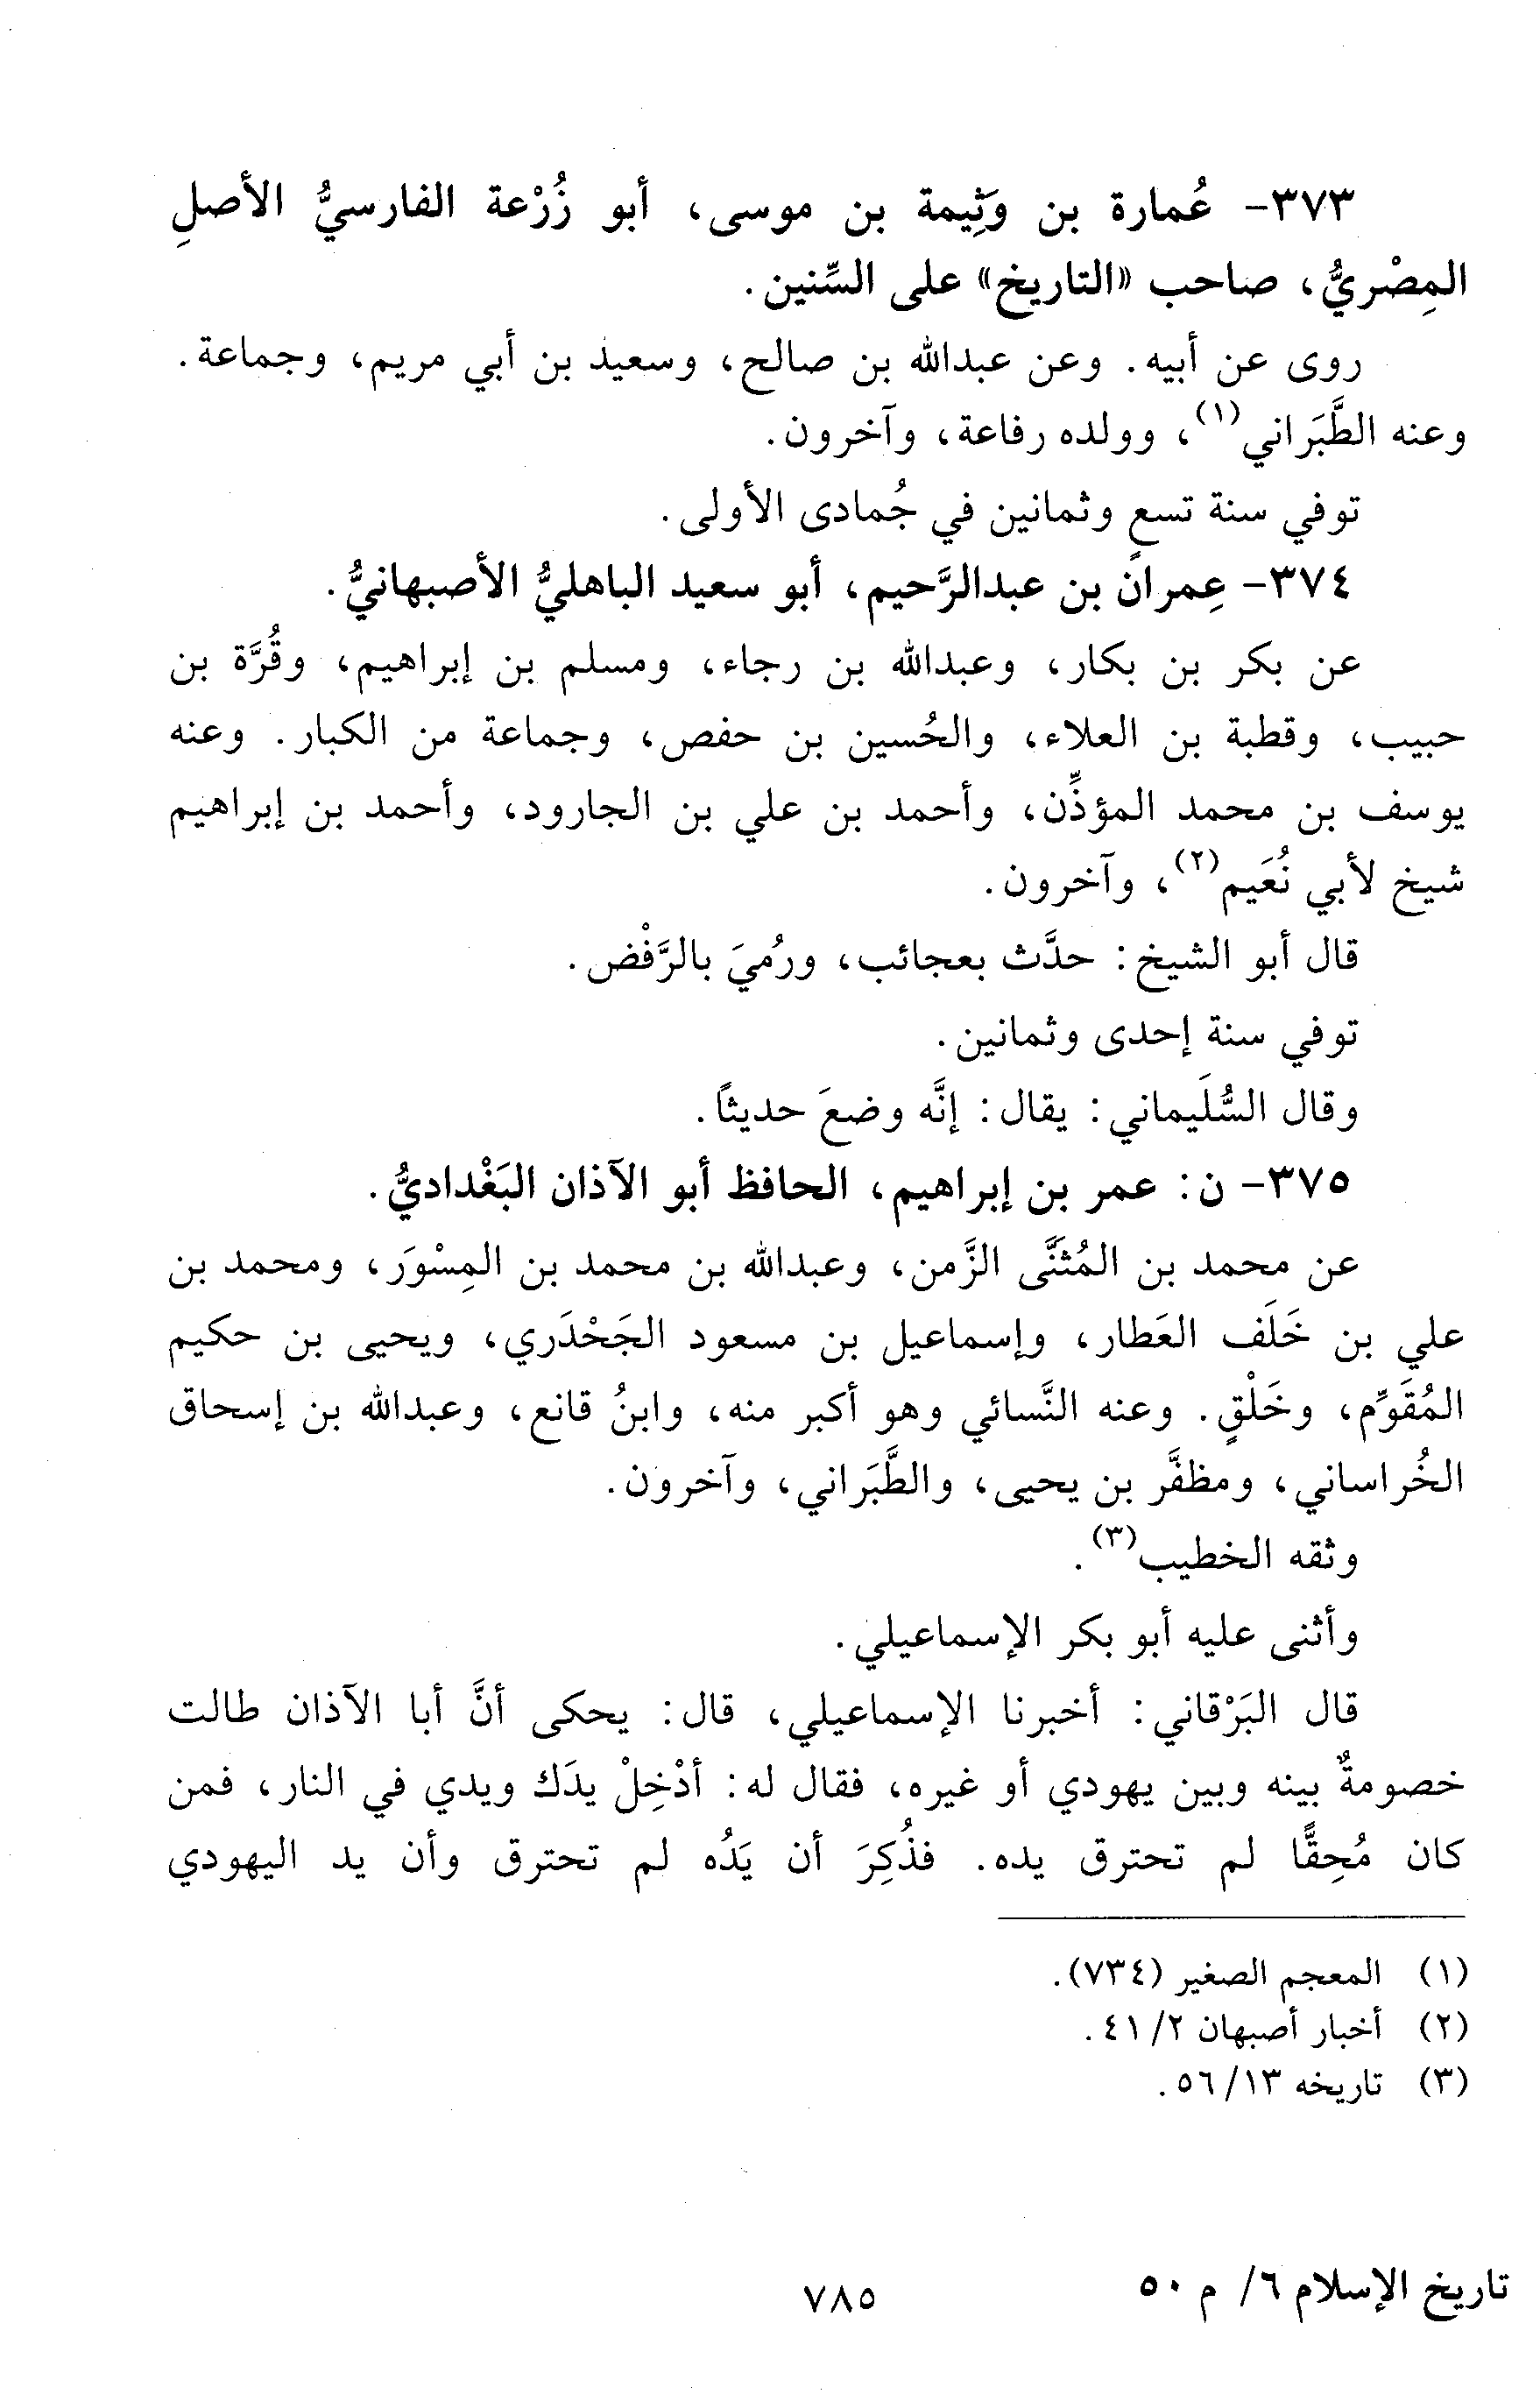 ٣٧٣- عُمارة بن وَثِيمة بن موسى، أبو زُرْعة الفارسيُّ الأصلِ
المِصْريُّ، صاحب «التاريخ» على السِّنين.
روى عن أبيه. وعن عبدالله بن صالح، وسعيد بن أبي مريم، وجماعة.
وعنه الطَّبَراني(١)، وولده رفاعة، وآخرون.
توفي سنة تسع وثمانين في جُمادى الأولى.
٣٧٤- عِمران بن عبدالرَّحيم، أبو سعيد الباهليُّ الأصبهانيُّ.
عن بكر بن بكار، وعبدالله بن رجاء، ومسلم بن إبراهيم، وقُرَّة بن
حبيب، وقطبة بن العلاء، والحُسين بن حفص، وجماعة من الكبار. وعنه
يوسف بن محمد المؤذِّن، وأحمد بن علي بن الجارود، وأحمد بن إبراهيم
شيخ لأبي نُعَيم(٢)، وآخرون.
قال أبو الشيخ: حدَّث بعجائب، ورُميَ بالرَّفْض.
توفي سنة إحدى وثمانين.
وقال السُّلَيماني: يقال: إنَّه وضعَ حديثاً.
٣٧٥- ن: عمر بن إبراهيم، الحافظ أبو الآذان البَغْداديُّ.
عن محمد بن المُثنَّى الزَّمن، وعبدالله بن محمد بن المِسْوَر، ومحمد بن
علي بن خَلَف العَطار، وإسماعيل بن مسعود الجَحْدَري، ويحيى بن حكيم
المُقَوِّم، وخَلْقٍ. وعنه النَّسائي وهو أكبر منه، وابنُ قانع، وعبدالله بن إسحاق
الخُراساني، ومظفَّر بن يحيى، والطَّبَراني، وآخرون.
وثقه الخطيب(٣).
وأثنى عليه أبو بكر الإسماعيلي.
قال البَرْقاني: أخبرنا الإسماعيلي، قال: يحكى أنَّ أبا الآذان طالت
خصومةٌ بينه وبين يهودي أو غيره، فقال له: أدْخِلْ يدَك ويدي في النار، فمن
كان مُحِقًّا لم تحترق يده. فذُكِرَ أن يَدُه لم تحترق وأن يد اليهودي
(١) المعجم الصغير (٧٣٤).
(٢) أخبار أصبهان ٢/ ٤١.
(٣) تاريخه ١٣/ ٥٦.
تاريخ الإسلام ٦/ م ٥٠
٧٨٥